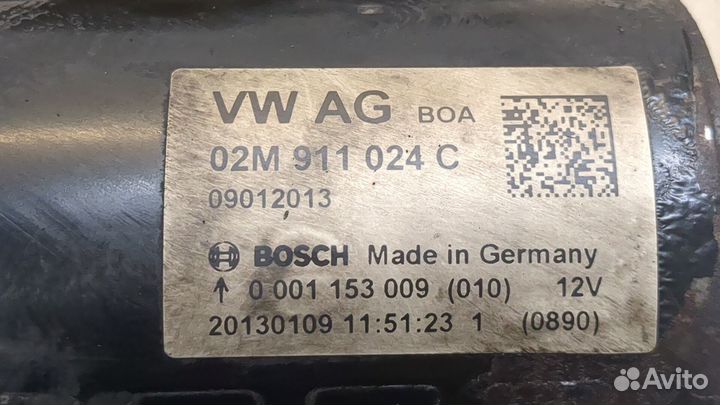 VW AG BOA
02M 911 024 C
09012013
BOSCH Made in Germany
↑ 0 001 153 009 (010) 12V
20130109 11:51:23 1 (0890)
Avito